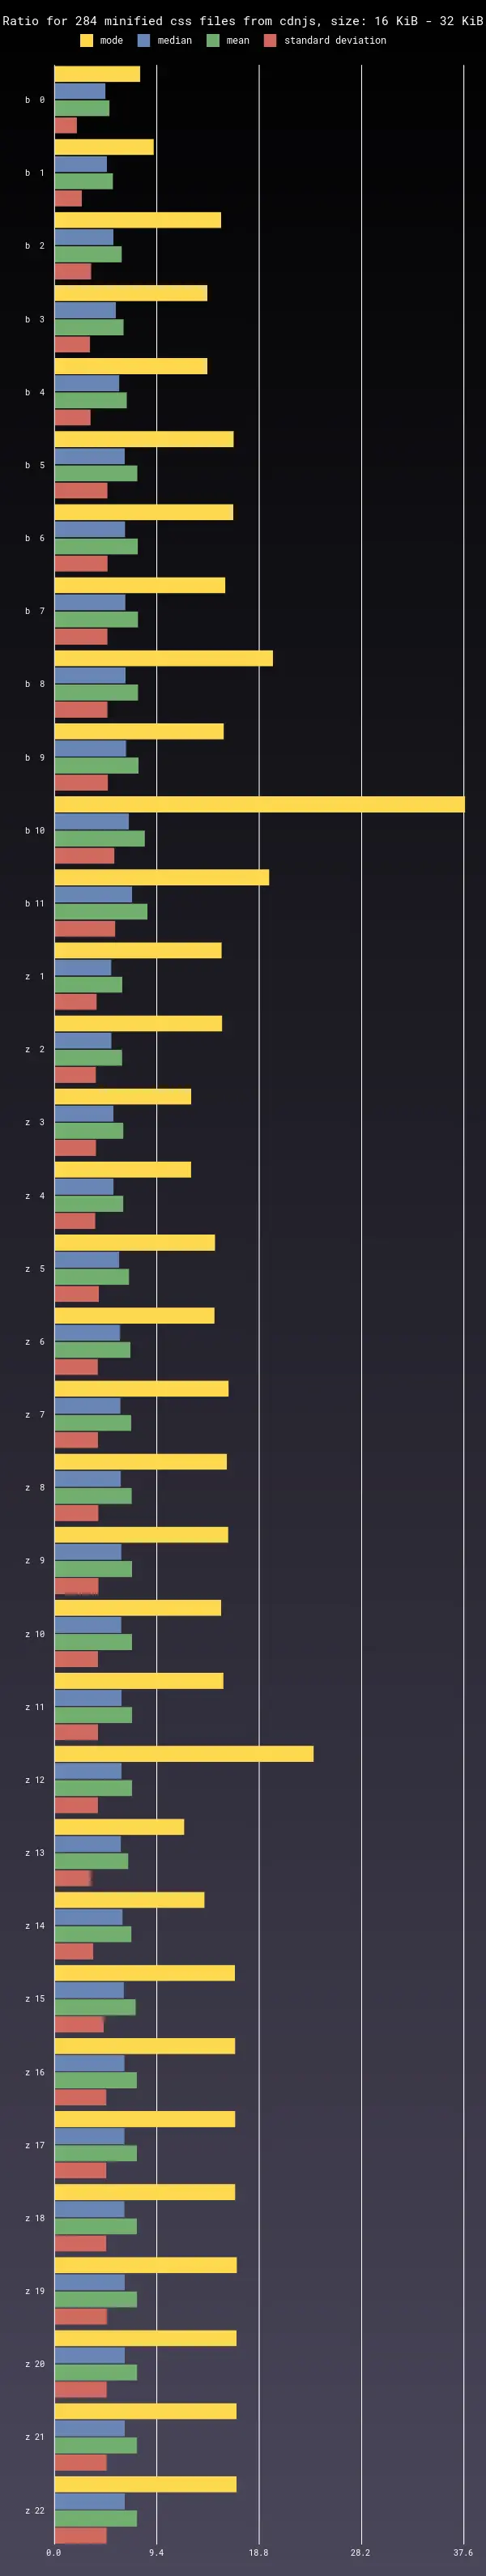 Ratio for 284 minified css files from cdnjs, size: 16 KiB - 32 KiB
mode median mean standard deviation
b 0
b 1
b 2
b 3
b 4
b 5
b 6
b 7
b 8
b 9
b 10
b 11
z 1
z 2
z 3
z 4
z 5
z 6
z 7
z 8
z 9
z 10
z 11
z 12
z 13
z 14
z 15
z 16
z 17
z 18
z 19
z 20
z 21
z 22
0.0 9.4 18.8 28.2 37.6